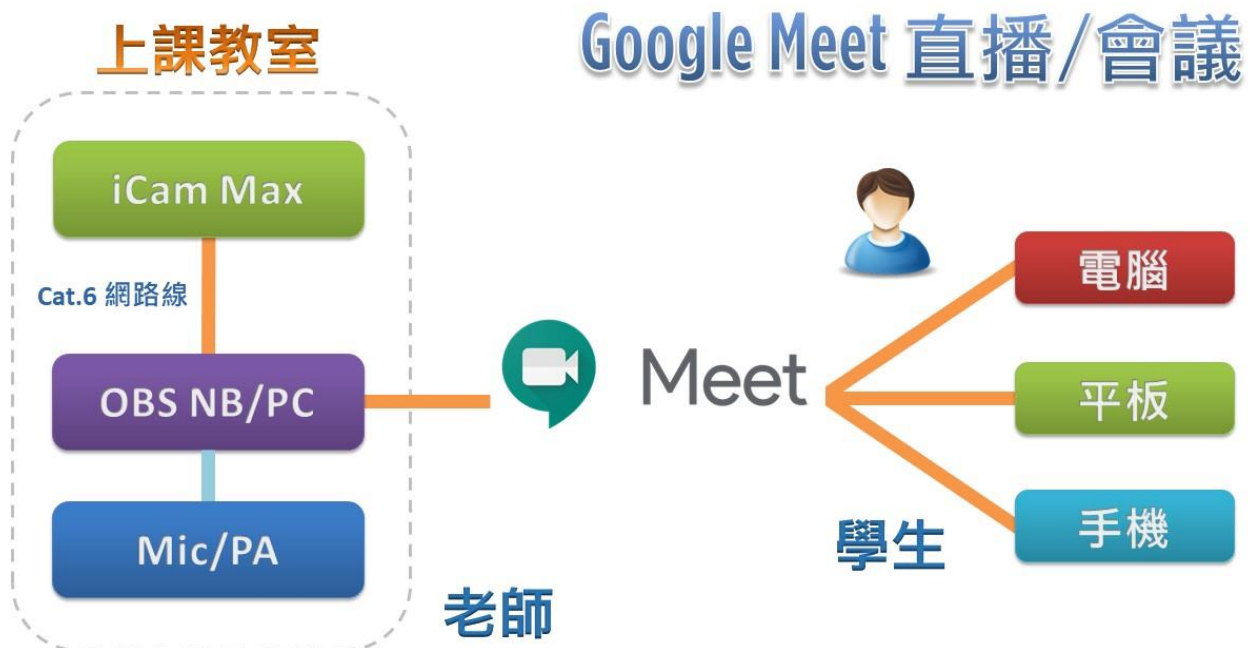 上課教室
Google Meet 直播/會議
iCam Max
Cat.6 網路線
OBS NB/PC
Mic/PA
老師
Meet
學生
電腦
平板
手機